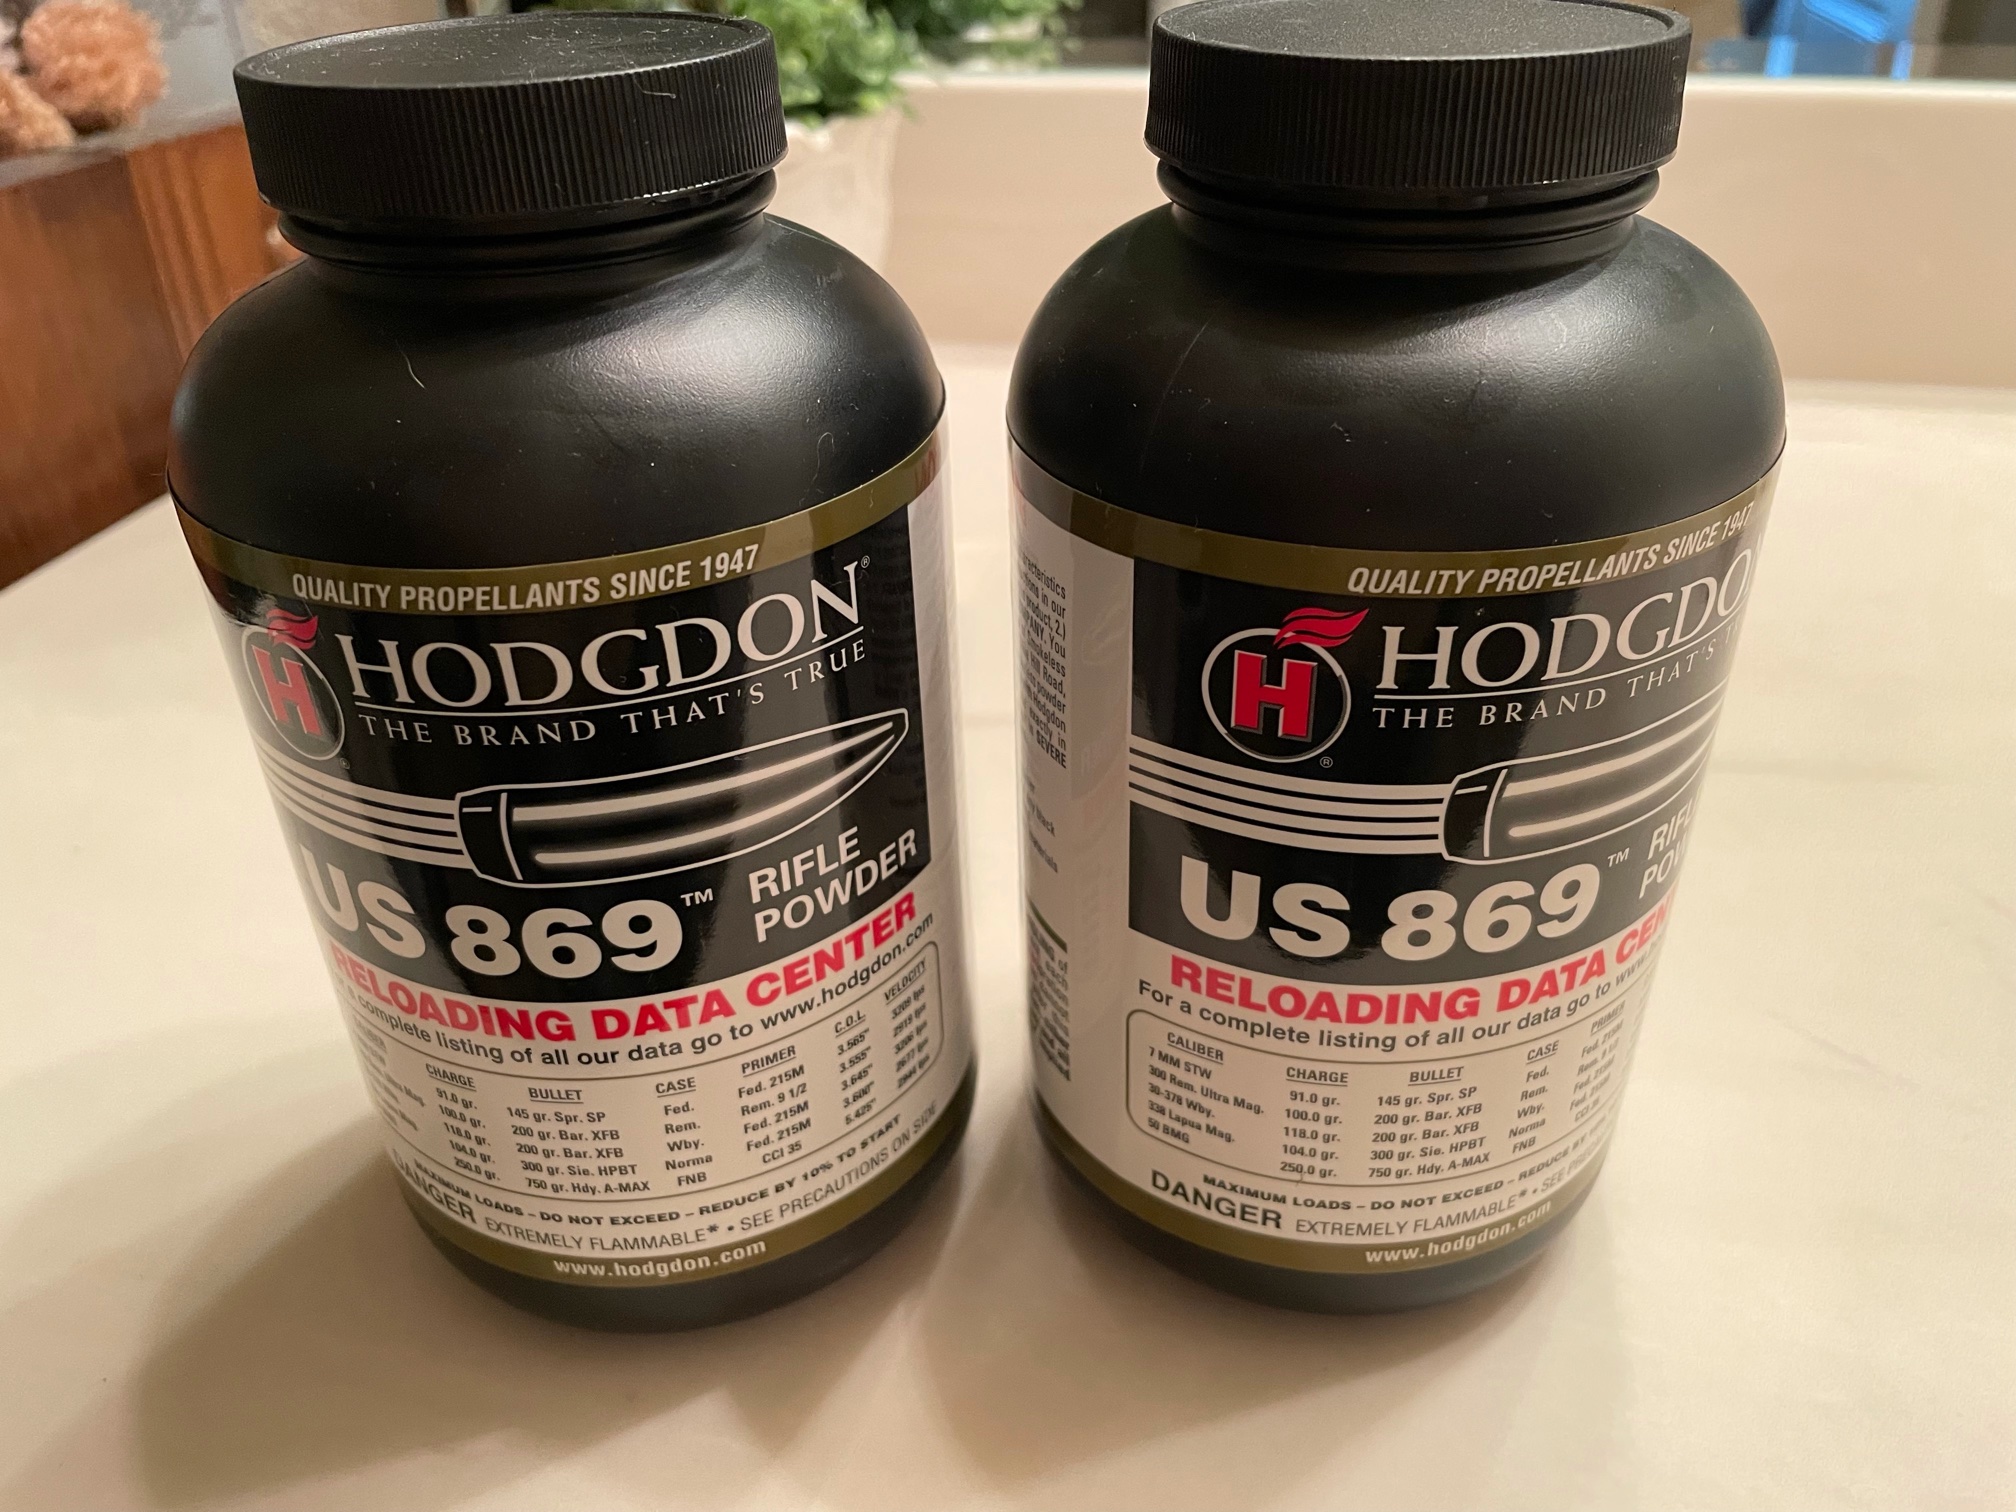 QUALITY PROPELLANTS SINCE 1947
H
®
HODGDON®
THE BRAND THAT'S TRUE
US 869™
RIFLE
POWDER
RELOADING DATA CENTER
a complete listing of all our data go to www.hodgdon.com
CHARGE BULLET CASE PRIMER C.O.L. VELOCITY
91.0 gr. 145 gr. Spr. SP Fed. Fed. 215M 3.565"
100.0 gr. 200 gr. Bar. XFB Rem. Rem. 9 1/2 3.555"
118.0 gr. 200 gr. Bar. XFB Wby. Fed. 215M 3.645"
104.0 gr. 300 gr. Sie. HPBT Norma Fed. 215M 3.600"
250.0 gr. 750 gr. Hdy. A-MAX FNB CCI 35 5.425"
MAXIMUM LOADS – DO NOT EXCEED – REDUCE BY 10% TO START
DANGER EXTREMELY FLAMMABLE* • SEE PRECAUTIONS ON SIDE
www.hodgdon.com
QUALITY PROPELLANTS SINCE 1947
H
®
HODGDO
THE BRAND THAT'S
US 869™
RELOADING DATA CEN
For a complete listing of all our data go to
CALIBER CHARGE BULLET CASE PRIMER
7 MM STW 91.0 gr. 145 gr. Spr. SP Fed.
300 Rem. Ultra Mag. 100.0 gr. 200 gr. Bar. XFB Rem.
30-378 Wby. 118.0 gr. 200 gr. Bar. XFB Wby.
338 Lapua Mag. 104.0 gr. 300 gr. Sie. HPBT Norma
50 BMG 250.0 gr. 750 gr. Hdy. A-MAX FNB
MAXIMUM LOADS – DO NOT EXCEED – REDUCE BY
DANGER EXTREMELY FLAMMABLE* • SEE
www.hodgdon.com